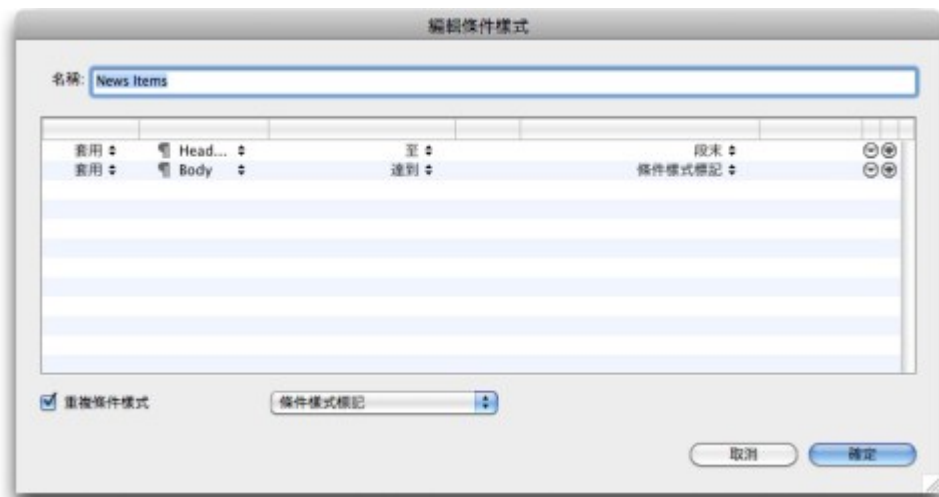 編輯條件樣式
名稱: News Items
套用 ¶ Head... 至 段末
套用 ¶ Body 達到 條件樣式標記
重複條件樣式 條件樣式標記
取消 確定